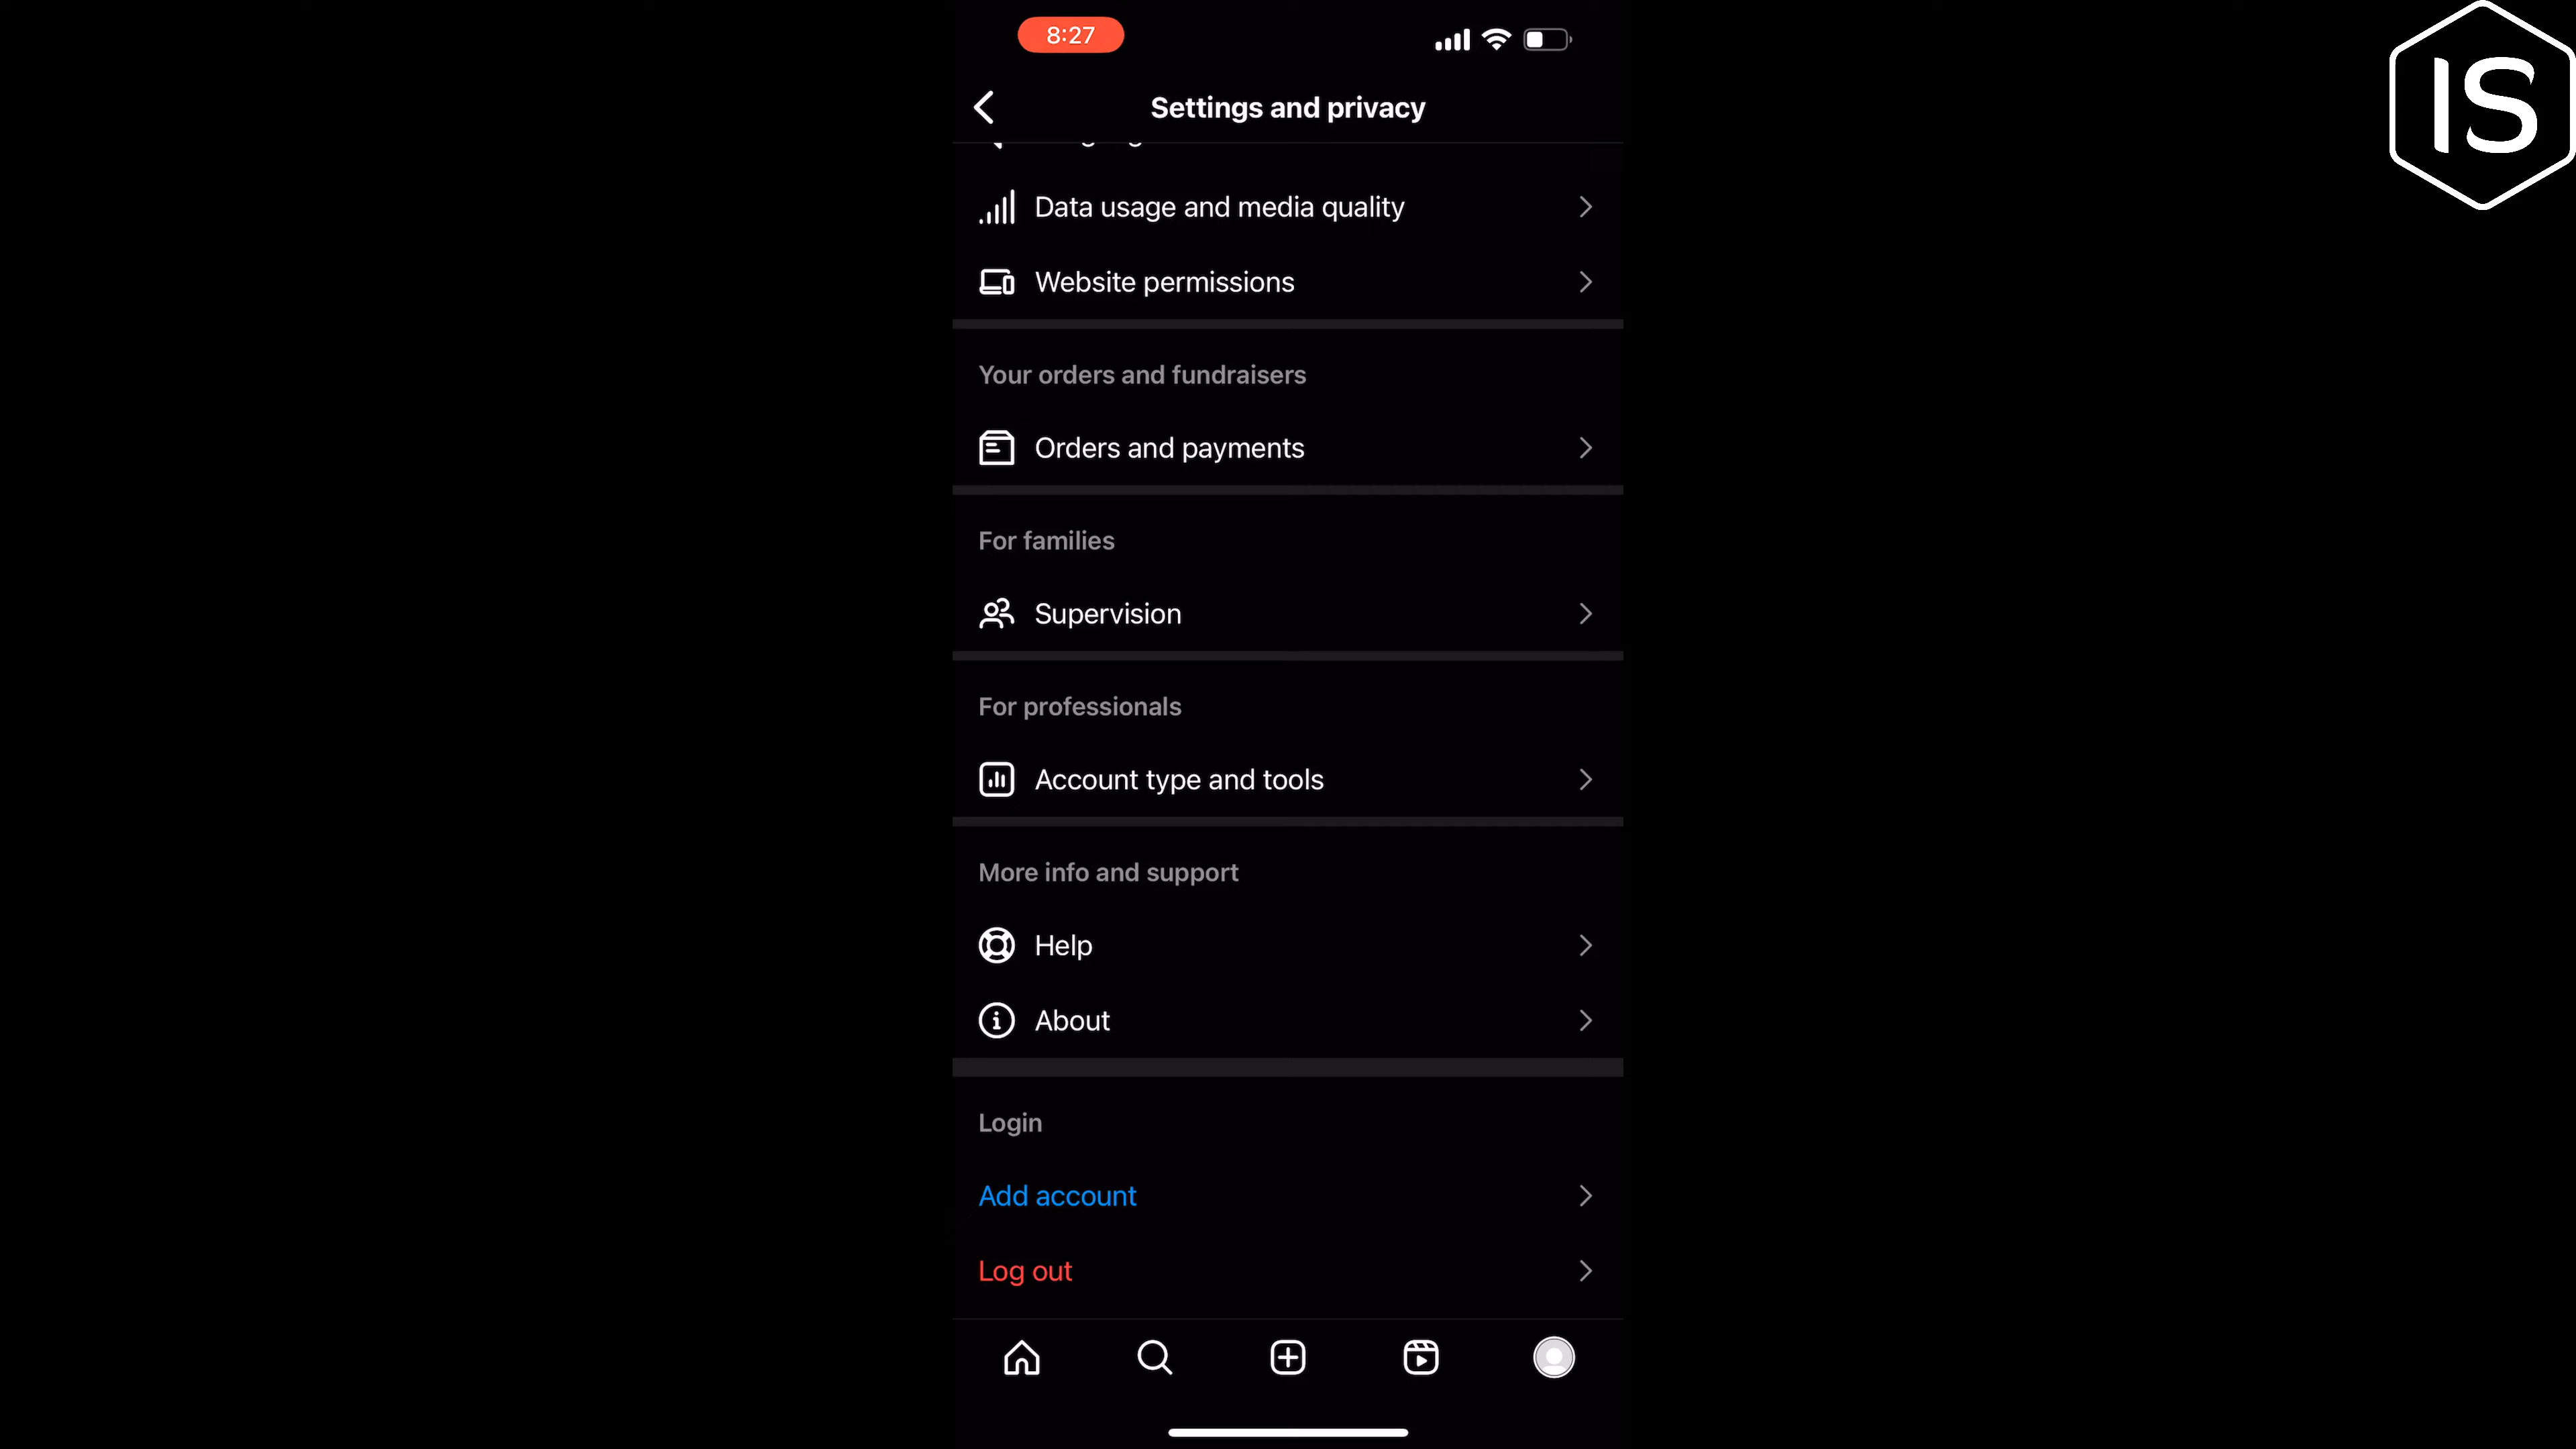 8:27
IS
Settings and privacy
Data usage and media quality
Website permissions
Your orders and fundraisers
Orders and payments
For families
Supervision
For professionals
Account type and tools
More info and support
Help
About
Login
Add account
Log out